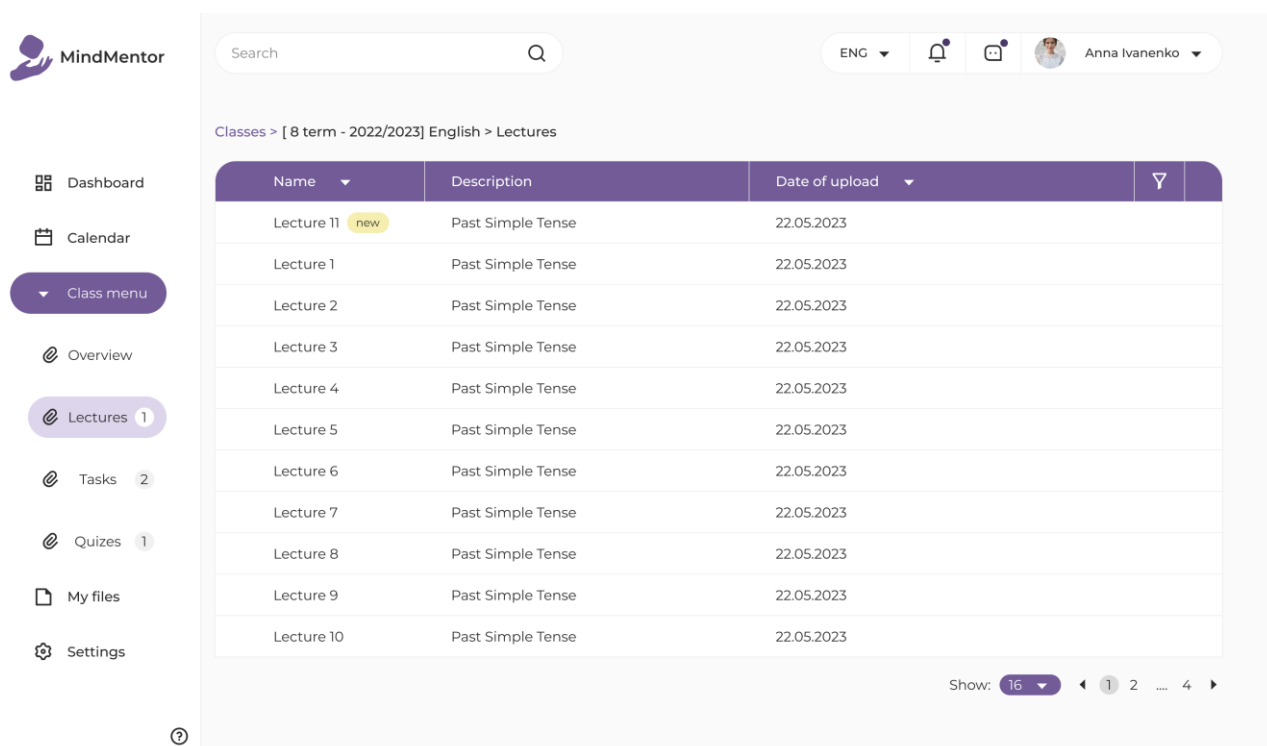 MindMentor
Search
ENG
Anna Ivanenko
Classes > [ 8 term - 2022/2023] English > Lectures
Dashboard
Calendar
Class menu
Overview
Lectures 1
Tasks 2
Quizes 1
My files
Settings
Name Description Date of upload
Lecture 11 new Past Simple Tense 22.05.2023
Lecture 1 Past Simple Tense 22.05.2023
Lecture 2 Past Simple Tense 22.05.2023
Lecture 3 Past Simple Tense 22.05.2023
Lecture 4 Past Simple Tense 22.05.2023
Lecture 5 Past Simple Tense 22.05.2023
Lecture 6 Past Simple Tense 22.05.2023
Lecture 7 Past Simple Tense 22.05.2023
Lecture 8 Past Simple Tense 22.05.2023
Lecture 9 Past Simple Tense 22.05.2023
Lecture 10 Past Simple Tense 22.05.2023
Show: 16 1 2 .... 4
?